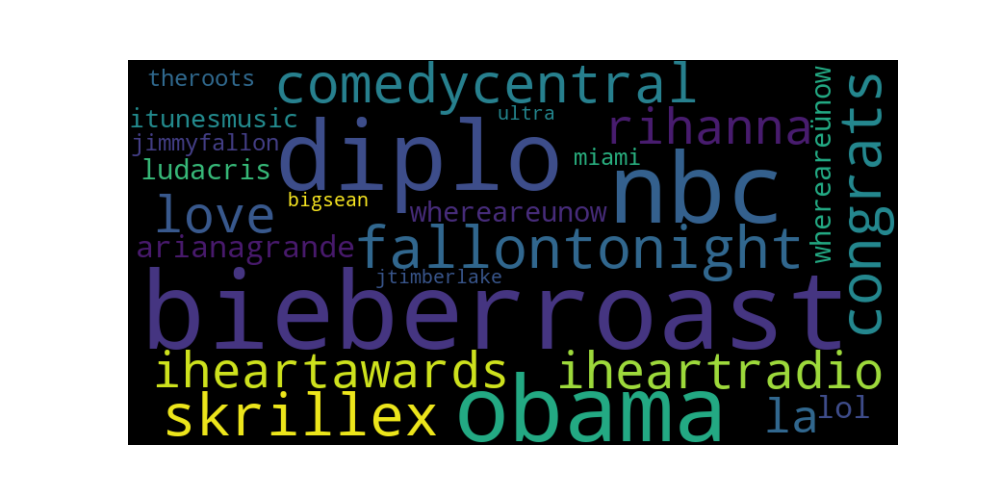 theroots
comedycentral
itunesmusic
ultra
jimmyfallon
diplo
rihanna
whereareunow
congrats
ludacris
miami
nbc
love
bigsean
whereareunow
arianagrande
fallontonight
jtimberlake
bieberroast
iheartawards
iheartradio
skrillex
obama
la
lol